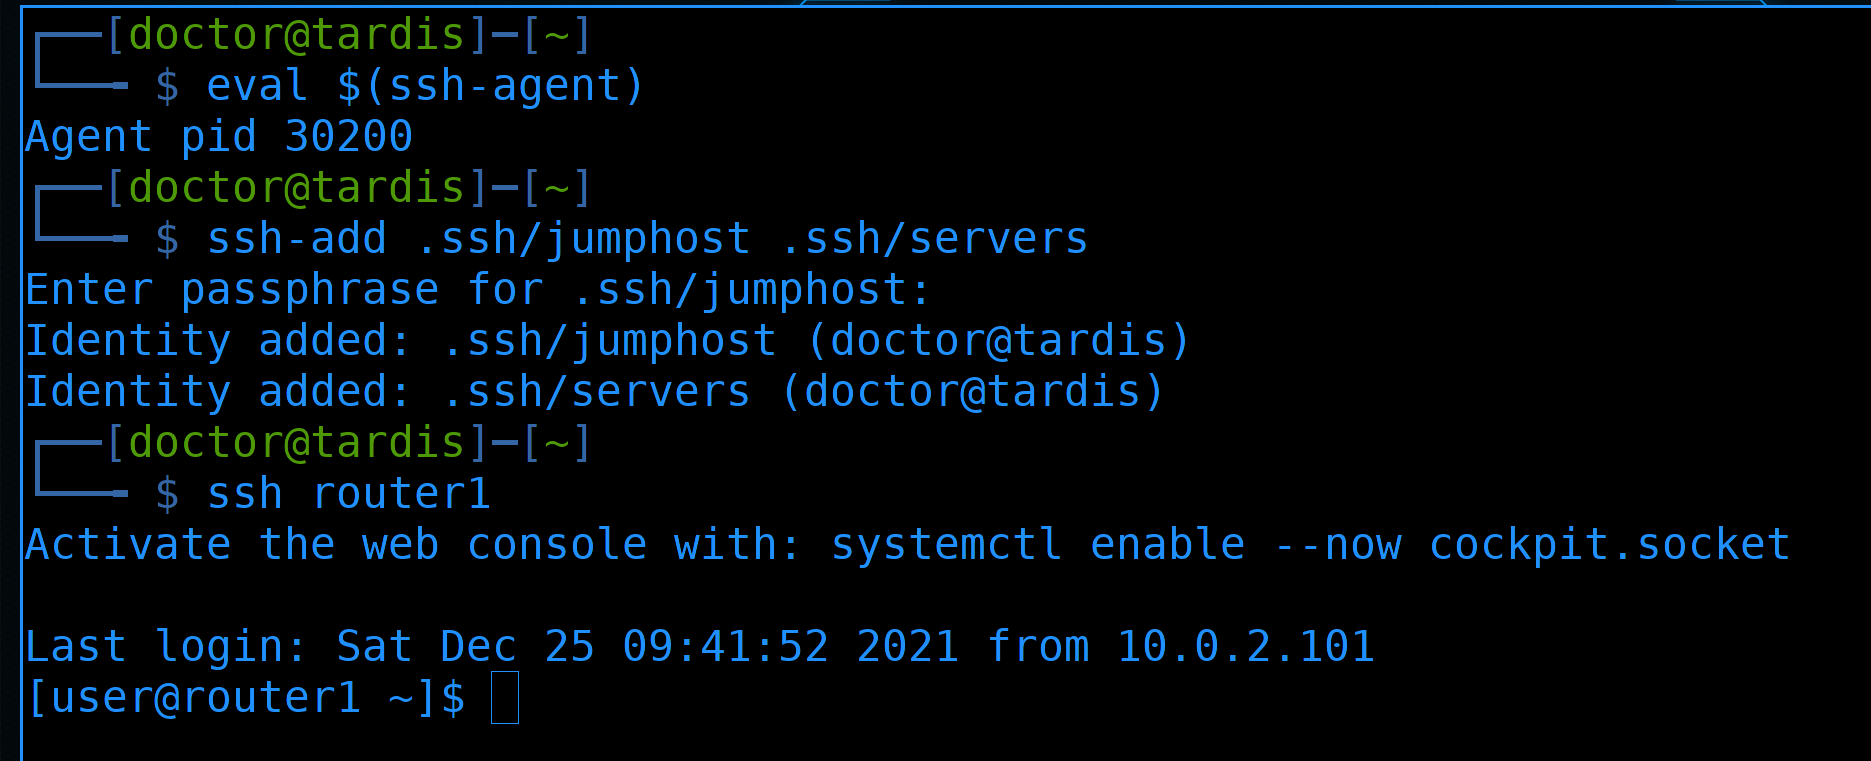 ┌──[doctor@tardis]─[~]
└─── $ eval $(ssh-agent)
Agent pid 30200
┌──[doctor@tardis]─[~]
└─── $ ssh-add .ssh/jumphost .ssh/servers
Enter passphrase for .ssh/jumphost:
Identity added: .ssh/jumphost (doctor@tardis)
Identity added: .ssh/servers (doctor@tardis)
┌──[doctor@tardis]─[~]
└─── $ ssh router1
Activate the web console with: systemctl enable --now cockpit.socket
Last login: Sat Dec 25 09:41:52 2021 from 10.0.2.101
[user@router1 ~]$